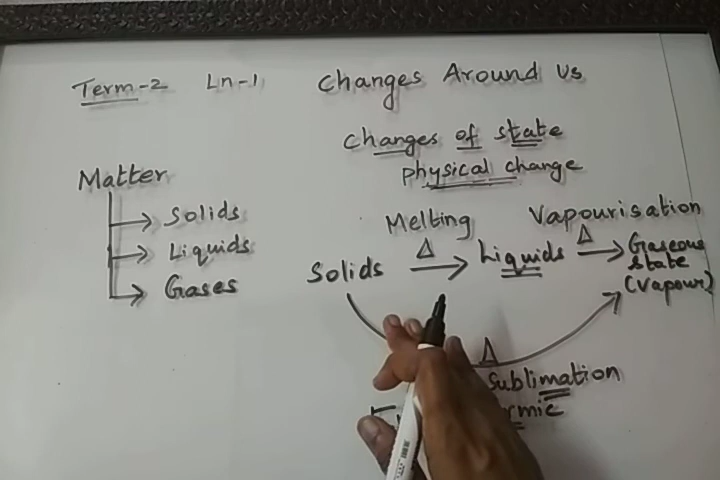 Term-2 Ln-1 Changes Around Us
Changes of state
physical change
Matter
Solids
Liquids
Gases
Melting Vapourisation
Solids Δ Liquids Δ Gaseous
state
(Vapour)
Δ
Sublimation